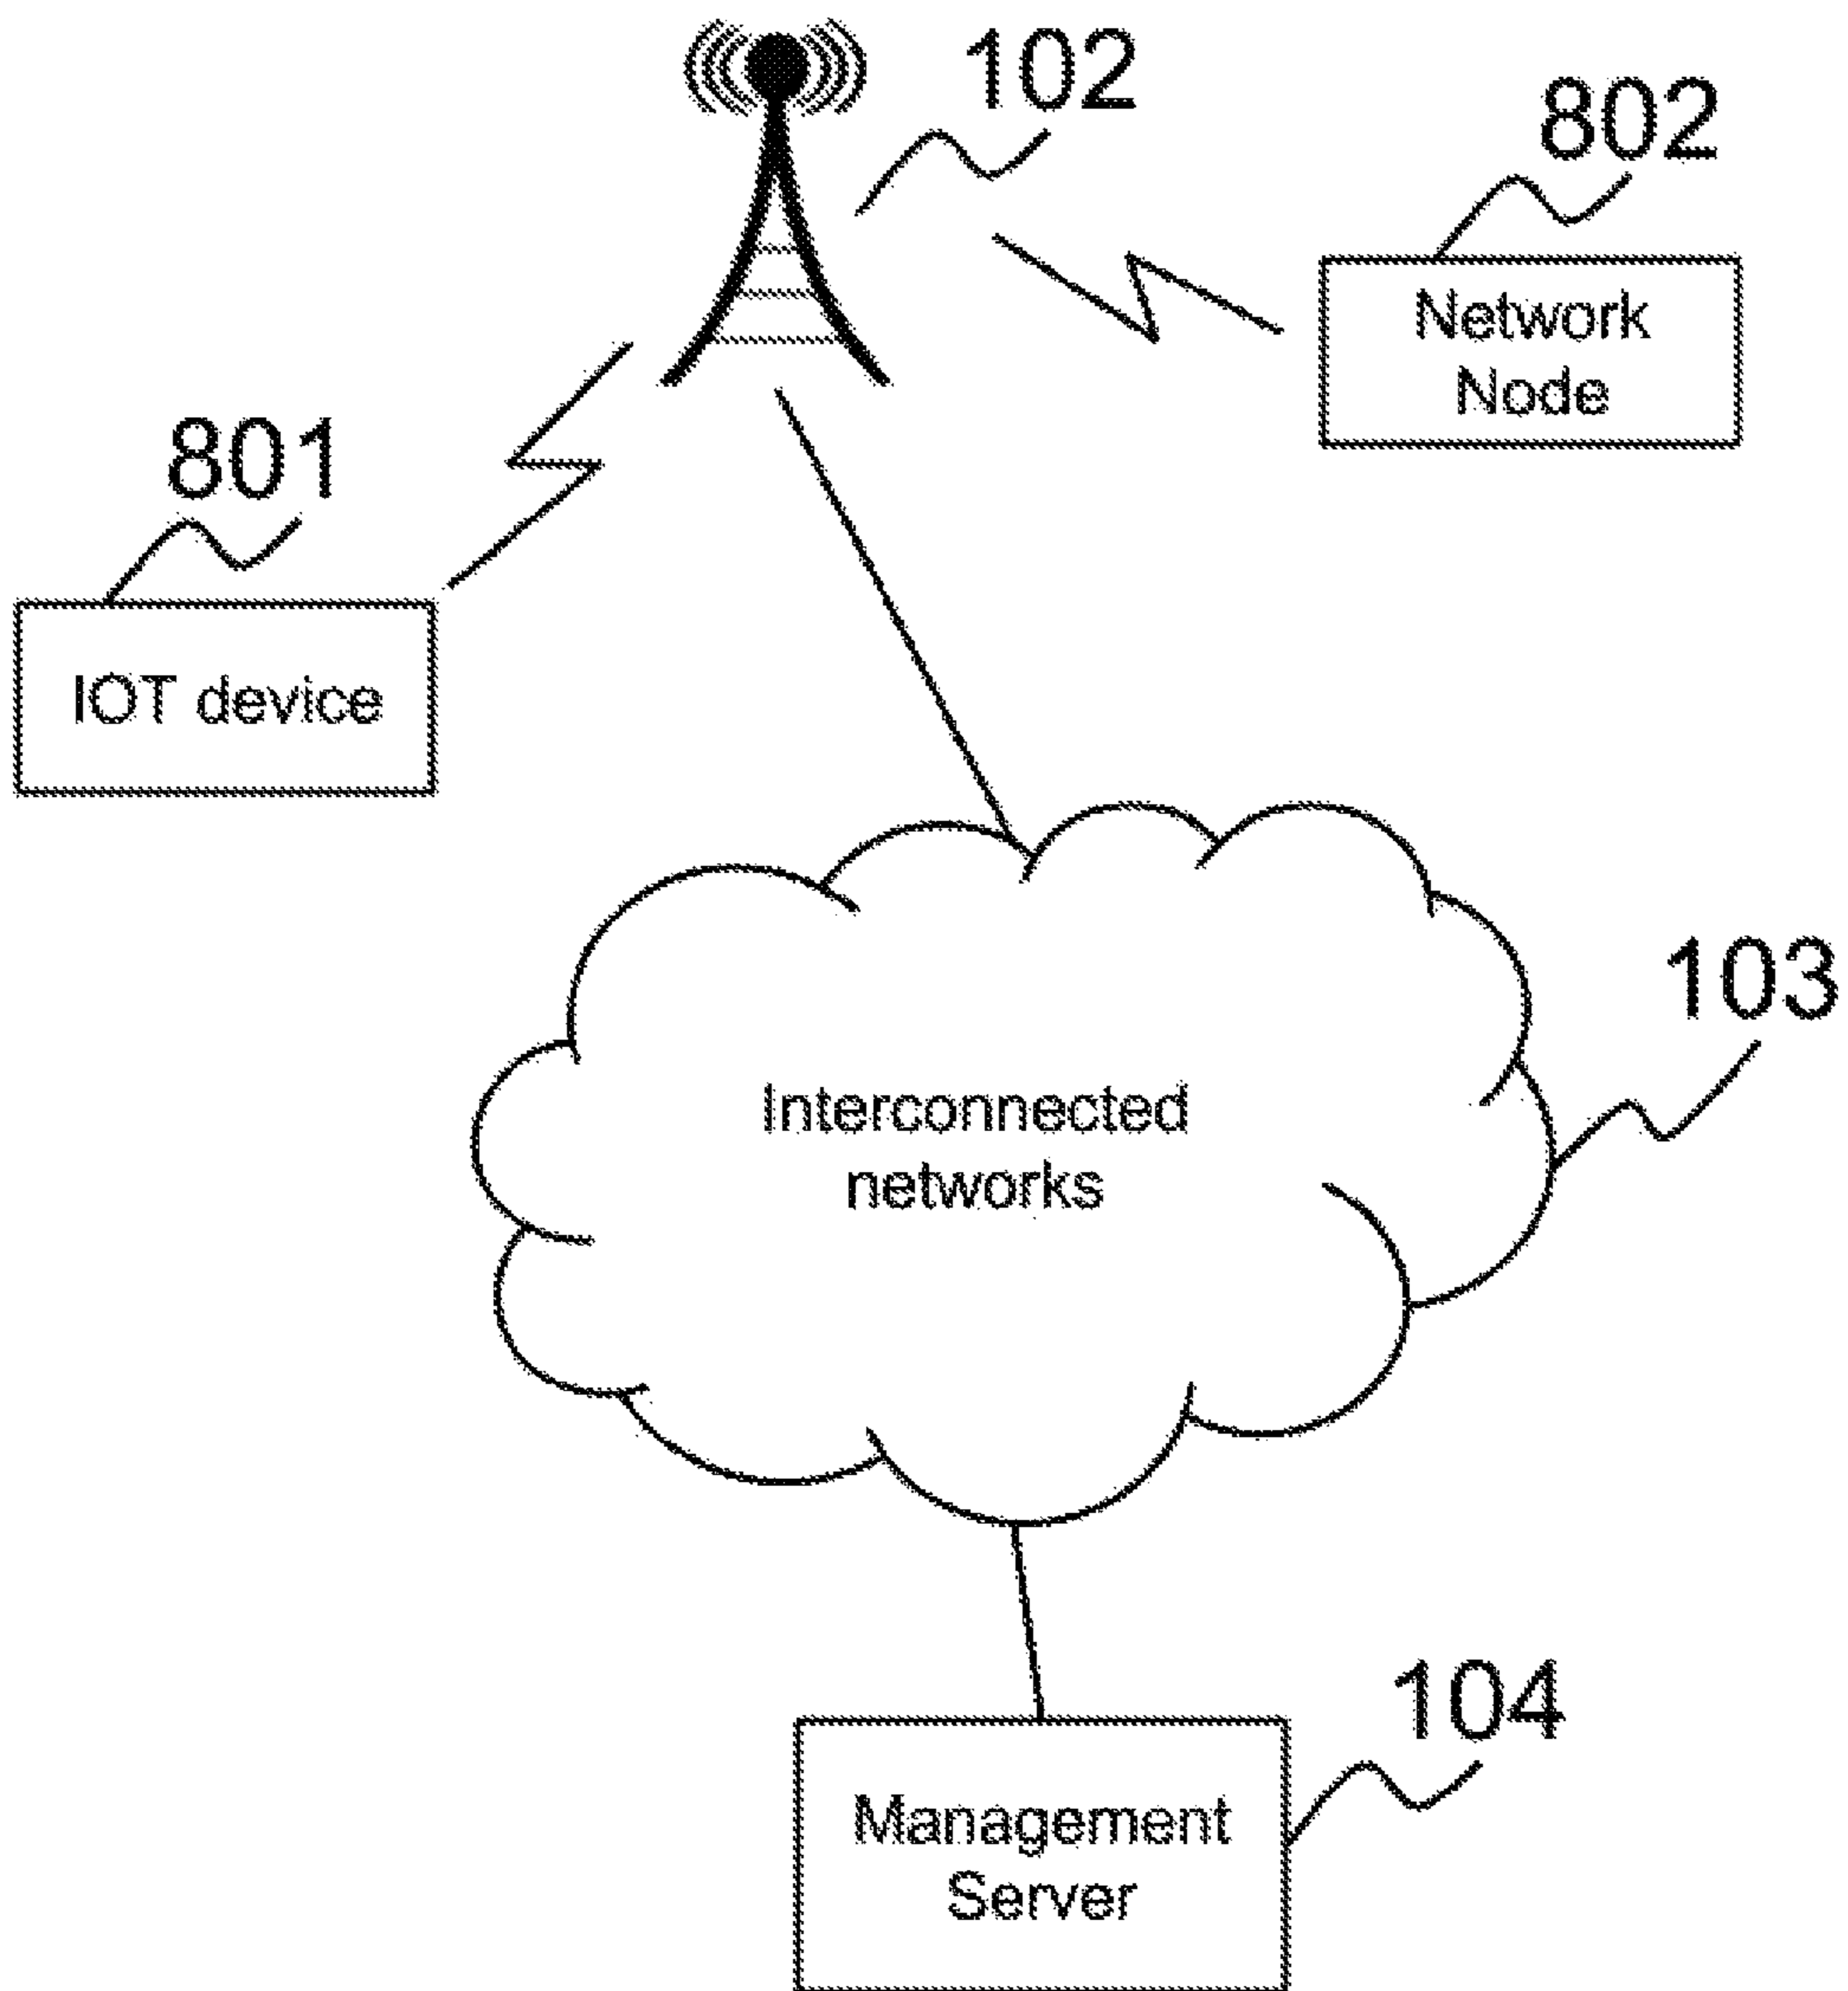 102
802
Network
Node
801
IOT device
103
Interconnected
networks
104
Management
Server